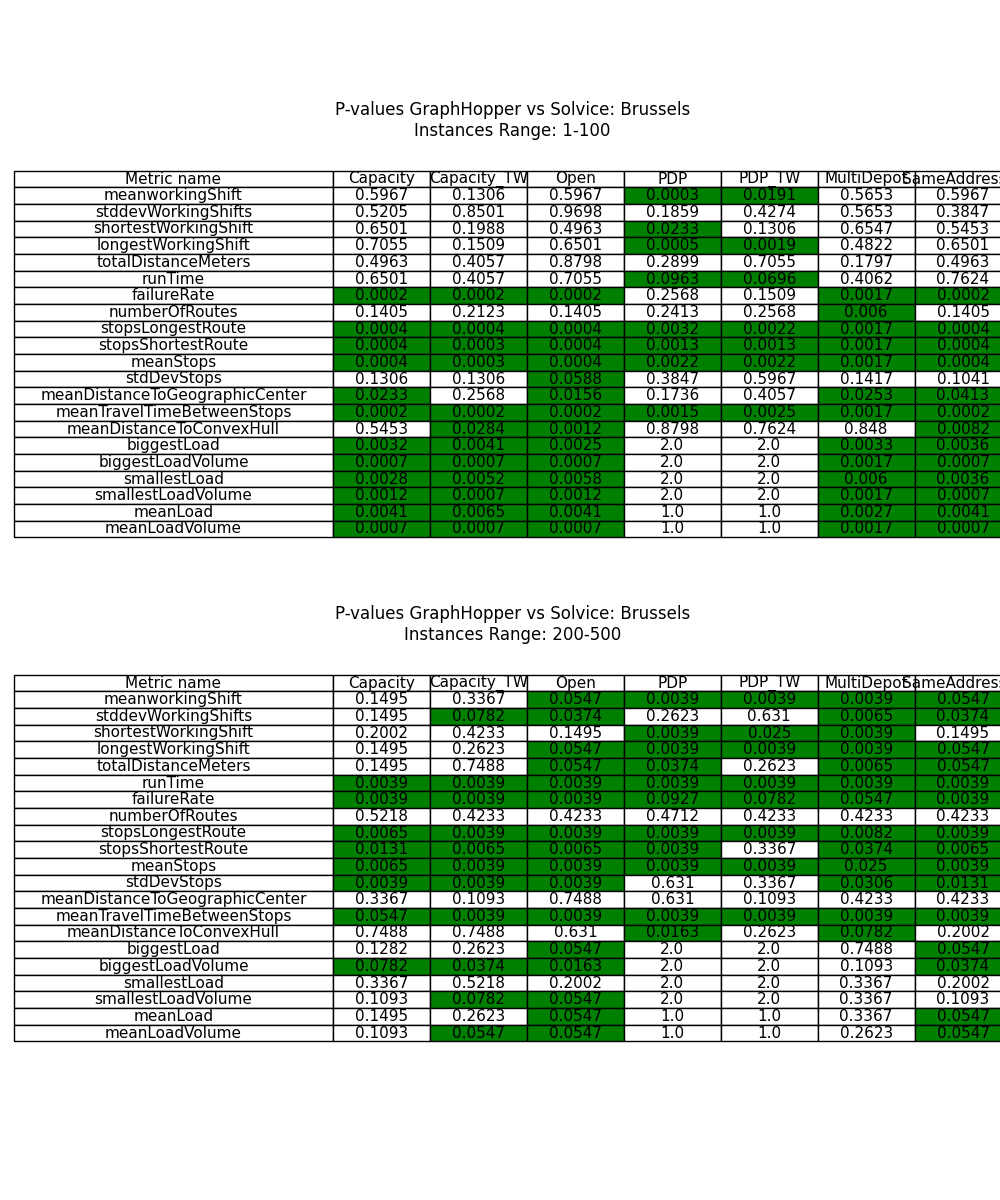 P-values GraphHopper vs Solvice: Brussels
Instances Range: 1-100
Metric name Capacity Capacity_TW Open PDP PDP_TW MultiDepot SameAddress
meanworkingShift 0.5967 0.1306 0.5967 0.0003 0.0191 0.5653 0.5967
stddevWorkingShifts 0.5205 0.8501 0.9698 0.1859 0.4274 0.5653 0.3847
shortestWorkingShift 0.6501 0.1988 0.4963 0.0233 0.1306 0.6547 0.5453
longestWorkingShift 0.7055 0.1509 0.6501 0.0005 0.0019 0.4822 0.6501
totalDistanceMeters 0.4963 0.4057 0.8798 0.2899 0.7055 0.1797 0.4963
runTime 0.6501 0.4057 0.7055 0.0963 0.0696 0.4062 0.7624
failureRate 0.0002 0.0002 0.0002 0.2568 0.1509 0.0017 0.0002
numberOfRoutes 0.1405 0.2123 0.1405 0.2413 0.2568 0.006 0.1405
stopsLongestRoute 0.0004 0.0004 0.0004 0.0032 0.0022 0.0017 0.0004
stopsShortestRoute 0.0004 0.0003 0.0004 0.0013 0.0013 0.0017 0.0004
meanStops 0.0004 0.0003 0.0004 0.0022 0.0022 0.0017 0.0004
stdDevStops 0.1306 0.1306 0.0588 0.3847 0.5967 0.1417 0.1041
meanDistanceToGeographicCenter 0.0233 0.2568 0.0156 0.1736 0.4057 0.0253 0.0413
meanTravelTimeBetweenStops 0.0002 0.0002 0.0002 0.0015 0.0025 0.0017 0.0002
meanDistanceToConvexHull 0.5453 0.0284 0.0012 0.8798 0.7624 0.848 0.0082
biggestLoad 0.0032 0.0041 0.0025 2.0 2.0 0.0033 0.0036
biggestLoadVolume 0.0007 0.0007 0.0007 2.0 2.0 0.0017 0.0007
smallestLoad 0.0028 0.0052 0.0058 2.0 2.0 0.006 0.0036
smallestLoadVolume 0.0012 0.0007 0.0012 2.0 2.0 0.0017 0.0007
meanLoad 0.0041 0.0065 0.0041 1.0 1.0 0.0027 0.0041
meanLoadVolume 0.0007 0.0007 0.0007 1.0 1.0 0.0017 0.0007
P-values GraphHopper vs Solvice: Brussels
Instances Range: 200-500
Metric name Capacity Capacity_TW Open PDP PDP_TW MultiDepot SameAddress
meanworkingShift 0.1495 0.3367 0.0547 0.0039 0.0039 0.0039 0.0547
stddevWorkingShifts 0.1495 0.0782 0.0374 0.2623 0.631 0.0065 0.0374
shortestWorkingShift 0.2002 0.4233 0.1495 0.0039 0.025 0.0039 0.1495
longestWorkingShift 0.1495 0.2623 0.0547 0.0039 0.0039 0.0039 0.0547
totalDistanceMeters 0.1495 0.7488 0.0547 0.0374 0.2623 0.0065 0.0547
runTime 0.0039 0.0039 0.0039 0.0039 0.0039 0.0039 0.0039
failureRate 0.0039 0.0039 0.0039 0.0927 0.0782 0.0547 0.0039
numberOfRoutes 0.5218 0.4233 0.4233 0.4712 0.4233 0.4233 0.4233
stopsLongestRoute 0.0065 0.0039 0.0039 0.0039 0.0039 0.0082 0.0039
stopsShortestRoute 0.0131 0.0065 0.0065 0.0039 0.3367 0.0374 0.0065
meanStops 0.0065 0.0039 0.0039 0.0039 0.0039 0.025 0.0039
stdDevStops 0.0039 0.0039 0.0039 0.631 0.3367 0.0306 0.0131
meanDistanceToGeographicCenter 0.3367 0.1093 0.7488 0.631 0.1093 0.4233 0.4233
meanTravelTimeBetweenStops 0.0547 0.0039 0.0039 0.0039 0.0039 0.0039 0.0039
meanDistanceToConvexHull 0.7488 0.7488 0.631 0.0163 0.2623 0.0782 0.2002
biggestLoad 0.1282 0.2623 0.0547 2.0 2.0 0.7488 0.0547
biggestLoadVolume 0.0782 0.0374 0.0163 2.0 2.0 0.1093 0.0374
smallestLoad 0.3367 0.5218 0.2002 2.0 2.0 0.3367 0.2002
smallestLoadVolume 0.1093 0.0782 0.0547 2.0 2.0 0.3367 0.1093
meanLoad 0.1495 0.2623 0.0547 1.0 1.0 0.3367 0.0547
meanLoadVolume 0.1093 0.0547 0.0547 1.0 1.0 0.2623 0.0547